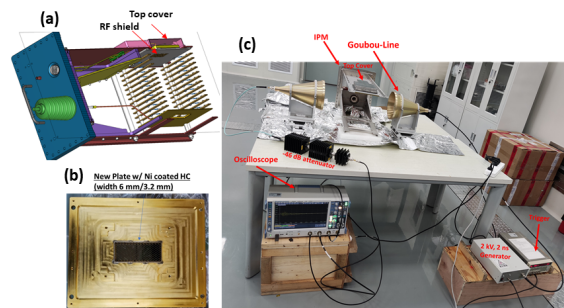 (a)
Top cover
RF shield
(b)
New Plate w/ Ni coated HC
(width 6 mm/3.2 mm)
(c)
IPM
Goubou-Line
Top Cover
-46 dB attenuator
Oscilloscope
Trigger
2 kV, 2 ns
Generator